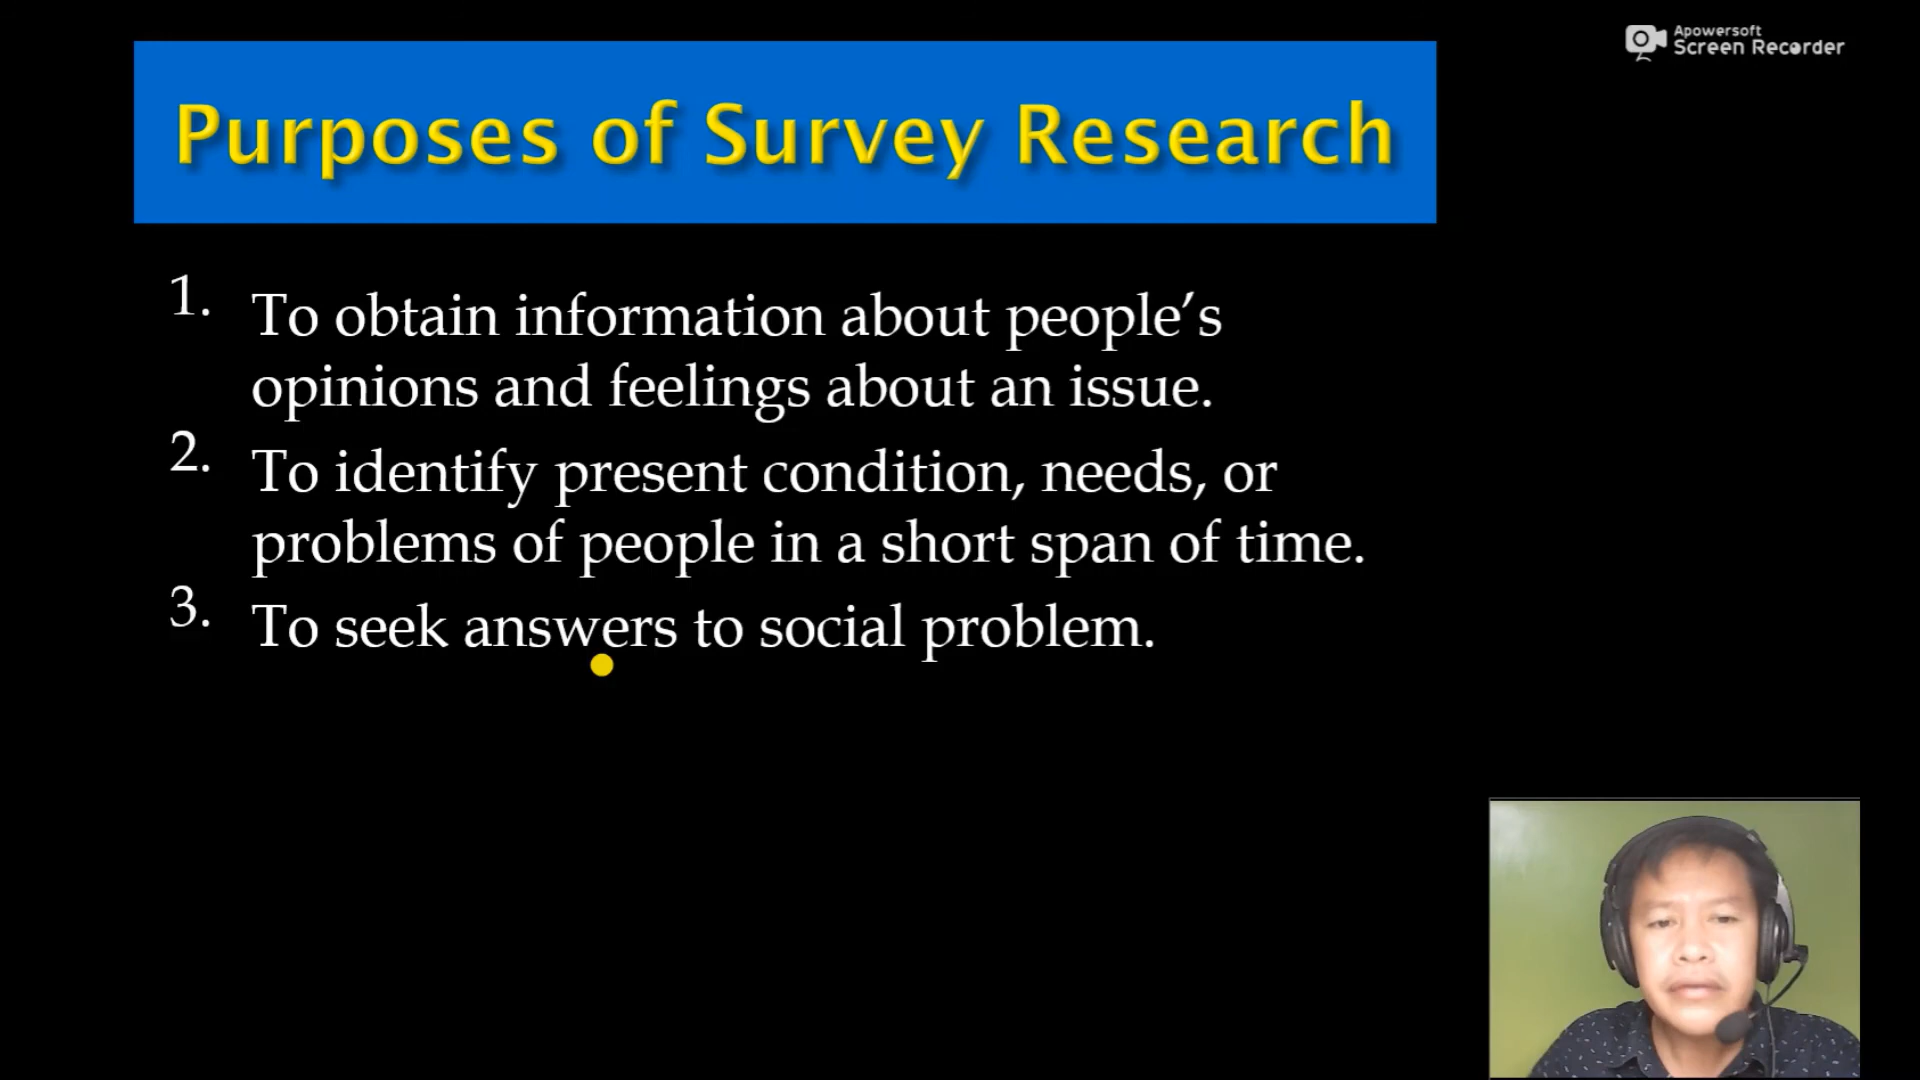 Apowersoft
Screen Recorder
Purposes of Survey Research
1. To obtain information about people’s
opinions and feelings about an issue.
2. To identify present condition, needs, or
problems of people in a short span of time.
3. To seek answers to social problem.